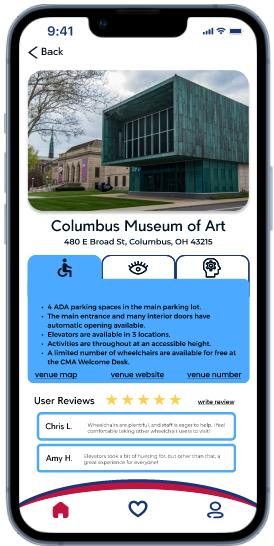 9:41
Back
Columbus Museum of Art
480 E Broad St, Columbus, OH 43215
• 4 ADA parking spaces in the main parking lot.
• The main entrance and many interior doors have
automatic opening available.
• Elevators are available in 3 locations.
• Activities are throughout at an accessible height.
• A limited number of wheelchairs are available for free at
the CMA Welcome Desk.
venue map venue website venue number
User Reviews write review
Chris L.
Wheelchairs are plentiful, and staff is eager to help. I feel
comfortable taking other wheelchair users to visit!
Amy H.
Elevators took a bit of hunting for, but other than that, a
great experience for everyone!